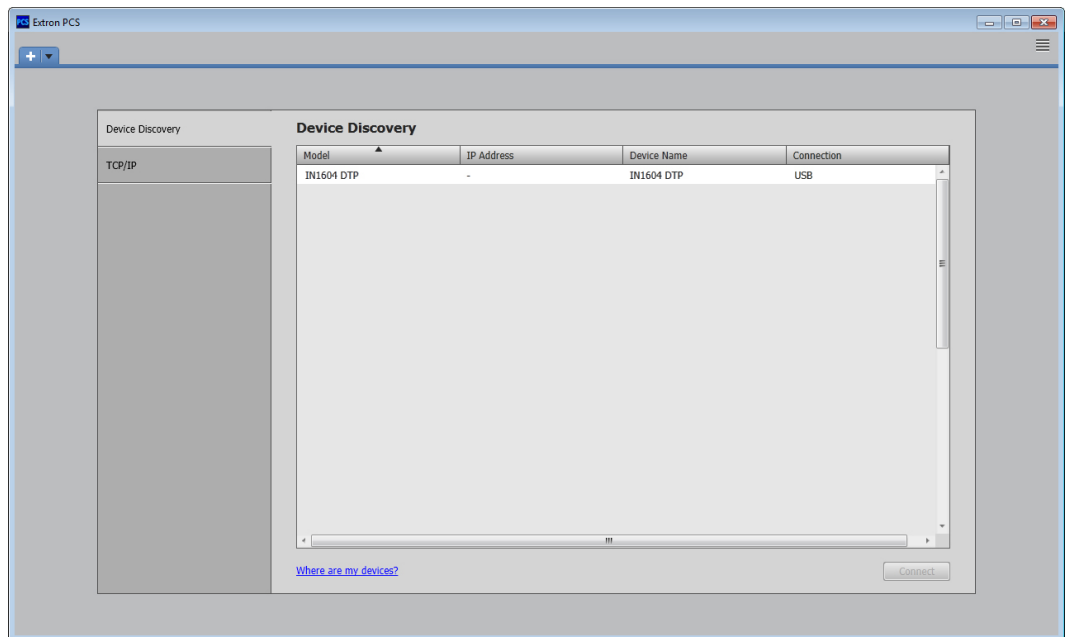 PCS Extron PCS
Device Discovery
TCP/IP
Device Discovery
Model IP Address Device Name Connection
IN1604 DTP - IN1604 DTP USB
Where are my devices?
Connect